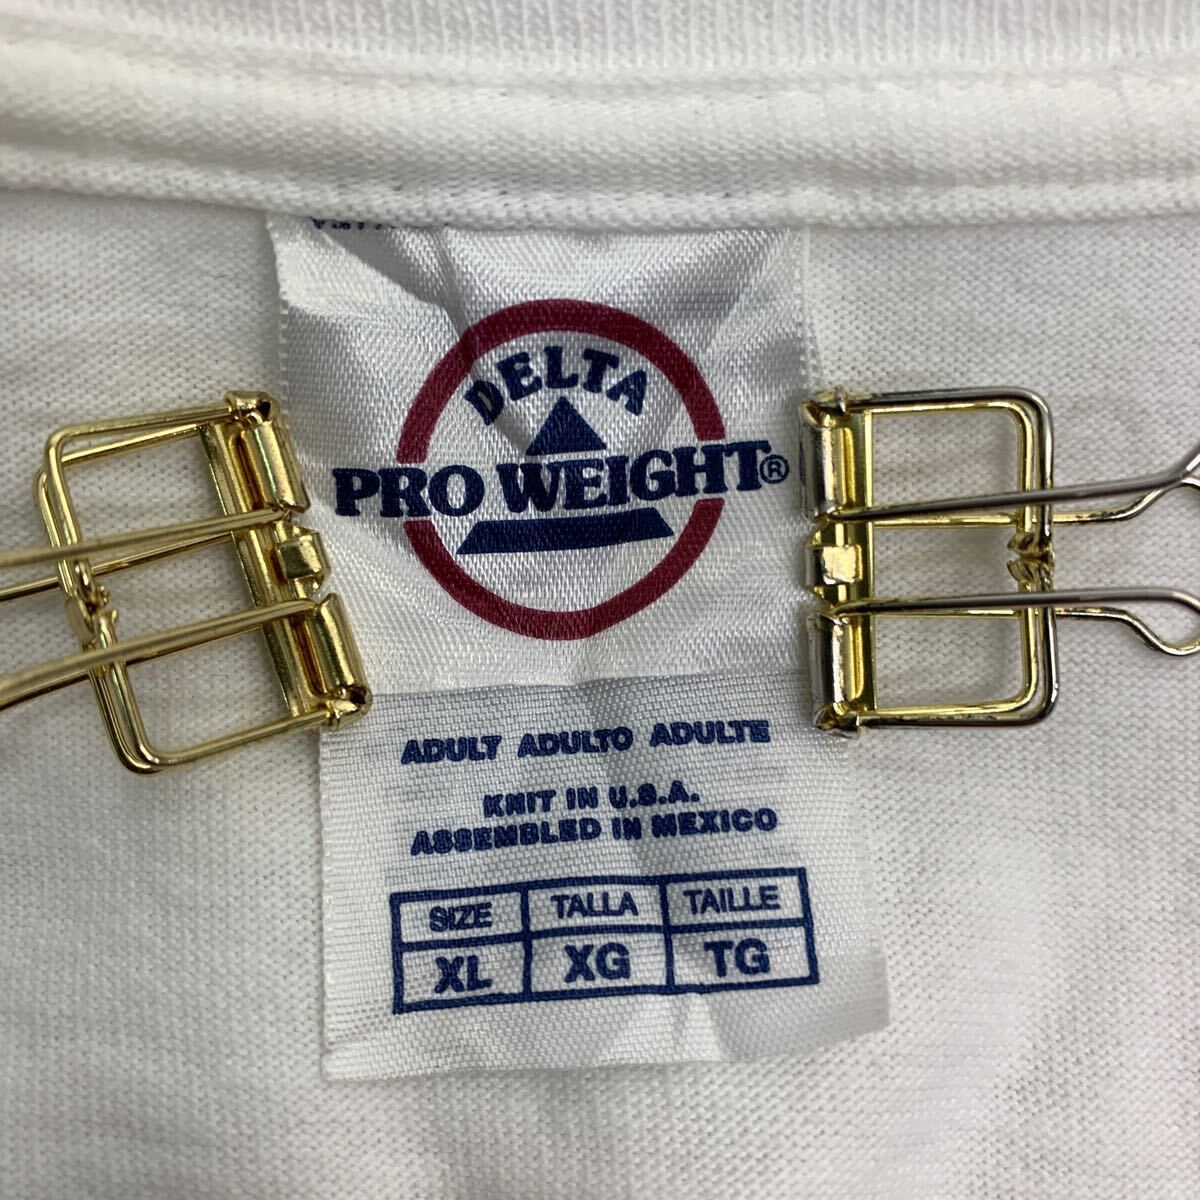 DELTA
PRO WEIGHT®
ADULT ADULTO ADULTE
KNIT IN U.S.A.
ASSEMBLED IN MEXICO
SIZE TALLA TAILLE
XL XG TG